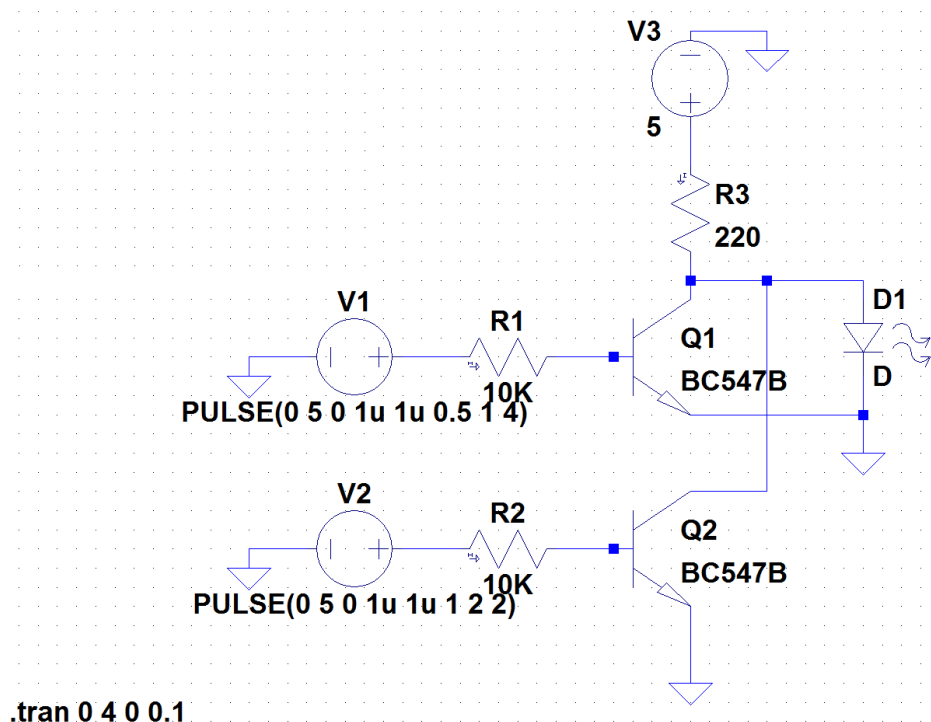 V3
5
R3
220
V1
R1
10K
PULSE(0 5 0 1u 1u 0.5 1 4)
Q1
BC547B
D1
D
V2
R2
10K
PULSE(0 5 0 1u 1u 1 2 2)
Q2
BC547B
.tran 0 4 0 0.1